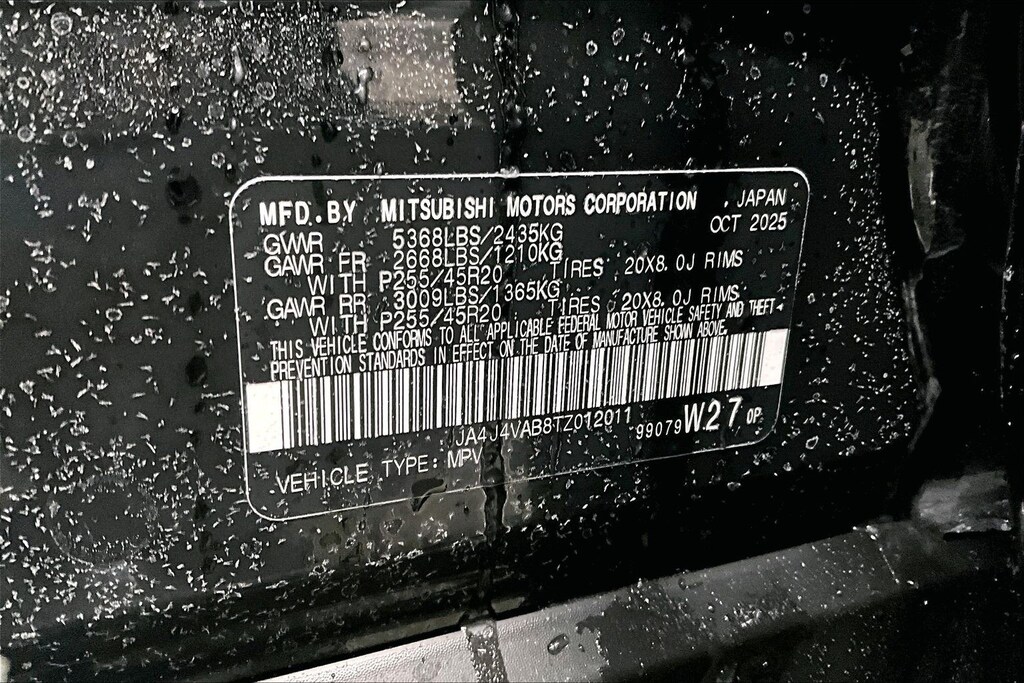 MFD. BY MITSUBISHI MOTORS CORPORATION , JAPAN
OCT 2025
GVWR 5368LBS/2435KG
GAWR FR 2668LBS/1210KG
WITH P255/45R20 TIRES 20X8.0J RIMS
GAWR RR 3009LBS/1365KG
WITH P255/45R20 TIRES 20X8.0J RIMS
THIS VEHICLE CONFORMS TO ALL APPLICABLE FEDERAL MOTOR VEHICLE SAFETY AND THEFT
PREVENTION STANDARDS IN EFFECT ON THE DATE OF MANUFACTURE SHOWN ABOVE.
JA4J4VAB8TZ012011
99079 W27 0P
VEHICLE TYPE: MPV